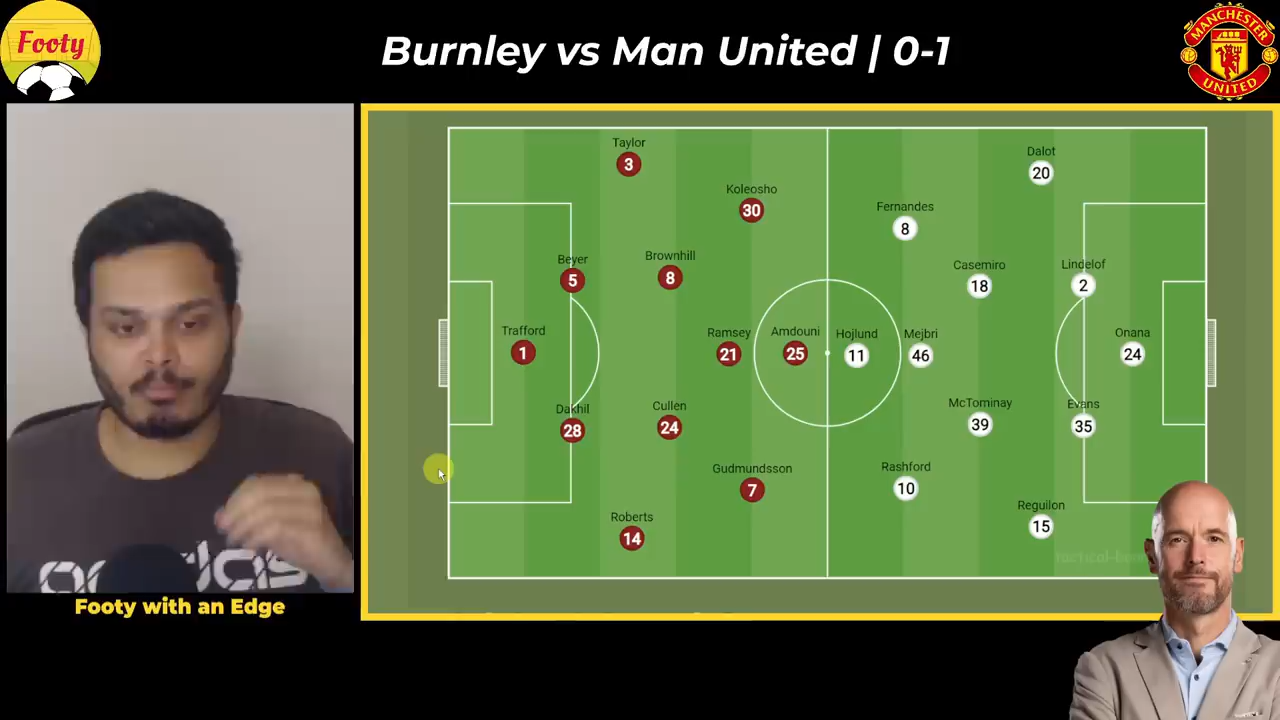 Footy
Burnley vs Man United | 0-1
MANCHESTER
UNITED
Taylor
3
Dalot
20
Koleosho
30
Fernandes
8
Beyer
5
Brownhill
8
Casemiro
18
Lindelof
2
Trafford
1
Ramsey
21
Amdouni
25
Hojlund
11
Mejbri
46
Onana
24
Dakhil
28
Cullen
24
McTominay
39
Evans
35
Gudmundsson
7
Rashford
10
Roberts
14
Reguilon
15
Footy with an Edge